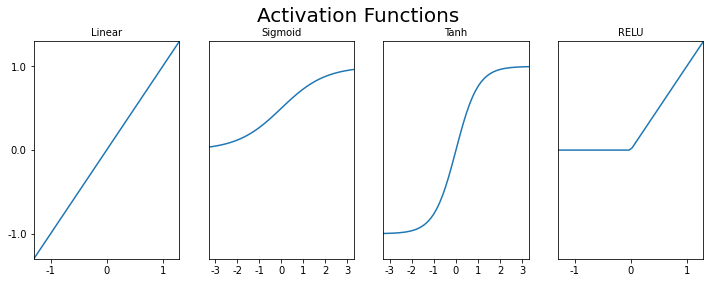 Activation Functions
Linear Sigmoid Tanh RELU
1.0
0.0
-1.0
-1 0 1 -3 -2 -1 0 1 2 3 -3 -2 -1 0 1 2 3 -1 0 1